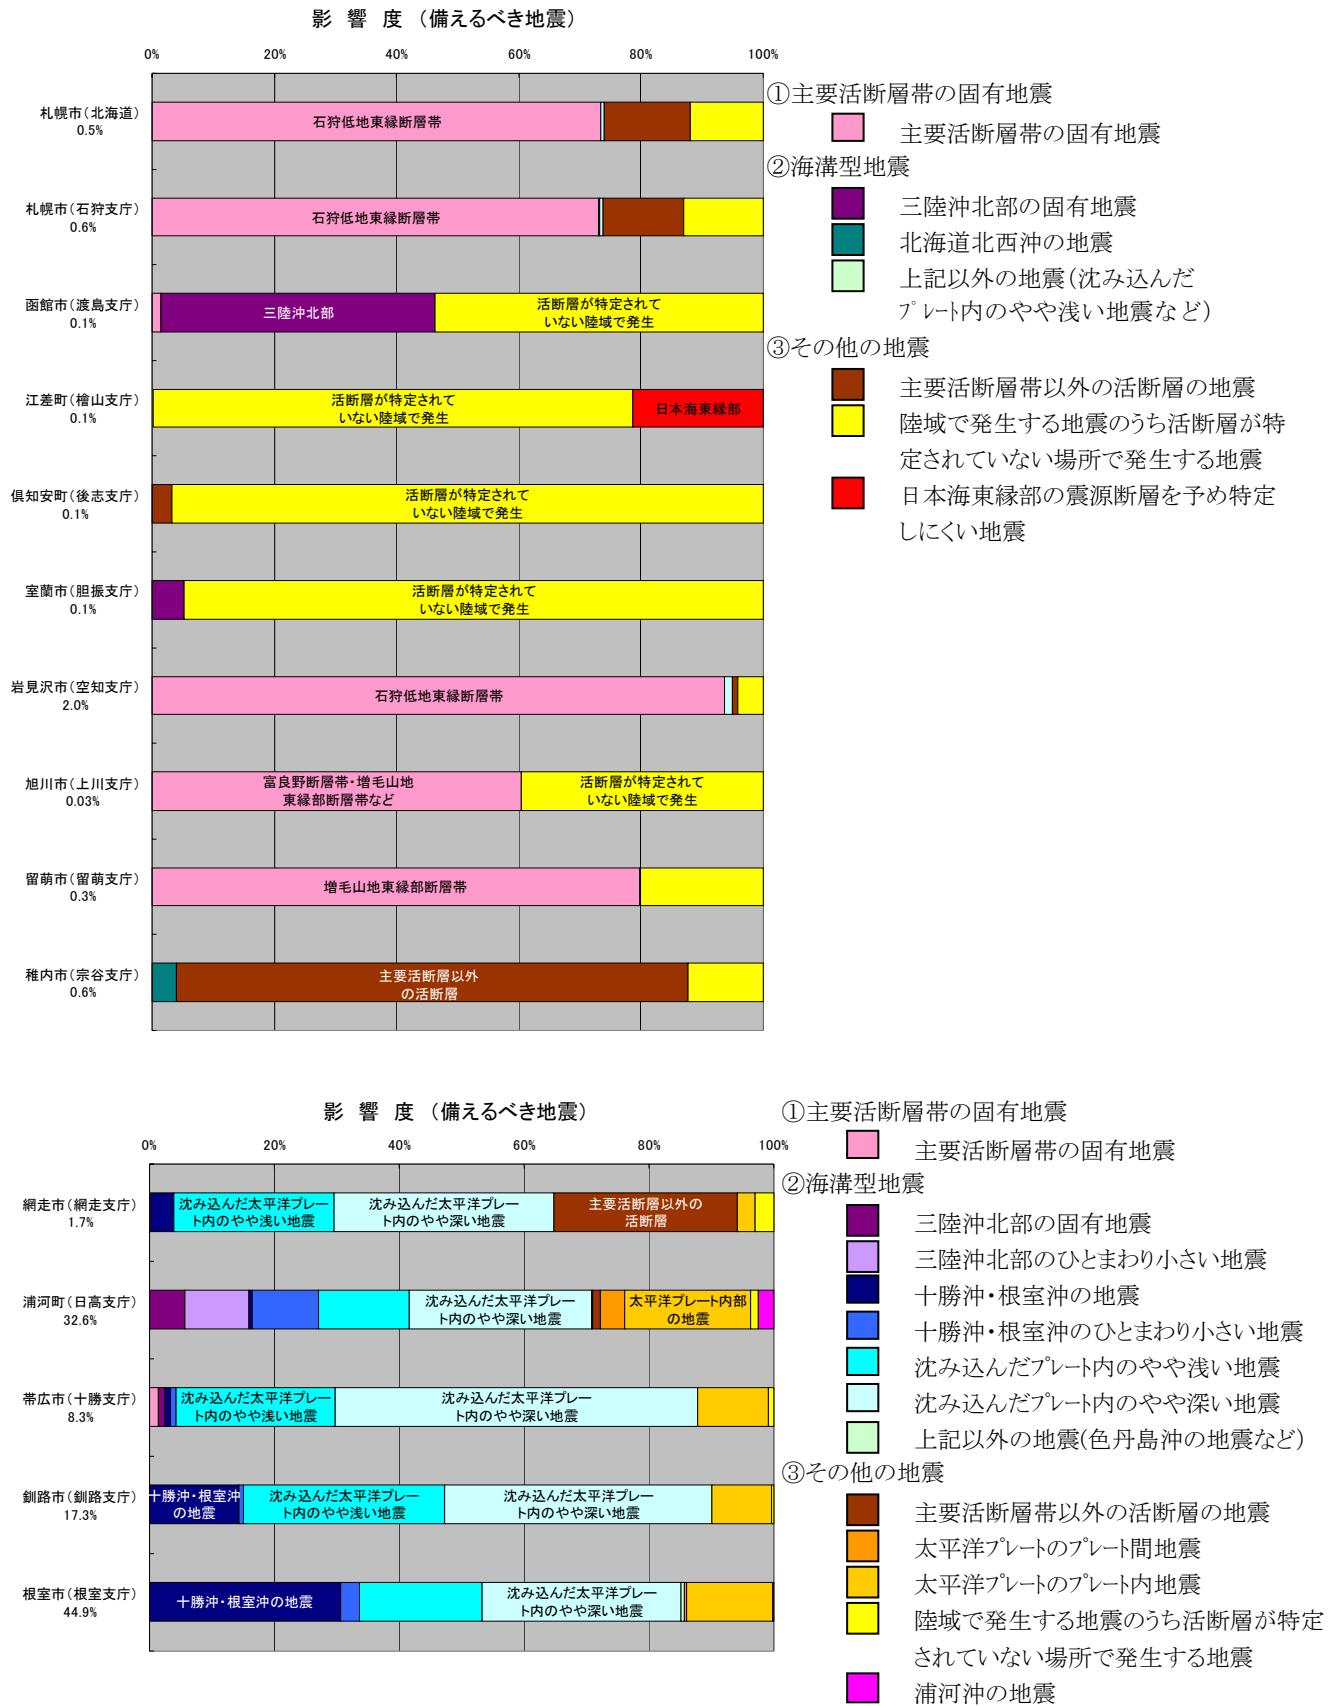 影 響 度 (備えるべき地震)
0% 20% 40% 60% 80% 100%
札幌市(北海道)
0.5%
石狩低地東縁断層帯
札幌市(石狩支庁)
0.6%
石狩低地東縁断層帯
函館市(渡島支庁)
0.1%
三陸沖北部
活断層が特定されて
いない陸域で発生
江差町(檜山支庁)
0.1%
活断層が特定されて
いない陸域で発生
日本海東縁部
倶知安町(後志支庁)
0.1%
活断層が特定されて
いない陸域で発生
室蘭市(胆振支庁)
0.1%
活断層が特定されて
いない陸域で発生
岩見沢市(空知支庁)
2.0%
石狩低地東縁断層帯
旭川市(上川支庁)
0.03%
富良野断層帯・増毛山地
東縁部断層帯など
活断層が特定されて
いない陸域で発生
留萌市(留萌支庁)
0.3%
増毛山地東縁部断層帯
稚内市(宗谷支庁)
0.6%
主要活断層以外
の活断層
①主要活断層帯の固有地震
主要活断層帯の固有地震
②海溝型地震
三陸沖北部の固有地震
北海道北西沖の地震
上記以外の地震(沈み込んだ
プレート内のやや浅い地震など)
③その他の地震
主要活断層帯以外の活断層の地震
陸域で発生する地震のうち活断層が特
定されていない場所で発生する地震
日本海東縁部の震源断層を予め特定
しにくい地震
影 響 度 (備えるべき地震)
0% 20% 40% 60% 80% 100%
網走市(網走支庁)
1.7%
沈み込んだ太平洋プレー
ト内のやや浅い地震
沈み込んだ太平洋プレー
ト内のやや深い地震
主要活断層以外の
活断層
浦河町(日高支庁)
32.6%
沈み込んだ太平洋プレー
ト内のやや深い地震
太平洋プレート内部
の地震
帯広市(十勝支庁)
8.3%
沈み込んだ太平洋プレー
ト内のやや浅い地震
沈み込んだ太平洋プレー
ト内のやや深い地震
釧路市(釧路支庁)
17.3%
十勝沖・根室沖
の地震
沈み込んだ太平洋プレー
ト内のやや浅い地震
沈み込んだ太平洋プレー
ト内のやや深い地震
根室市(根室支庁)
44.9%
十勝沖・根室沖の地震
沈み込んだ太平洋プレー
ト内のやや深い地震
①主要活断層帯の固有地震
主要活断層帯の固有地震
②海溝型地震
三陸沖北部の固有地震
三陸沖北部のひとまわり小さい地震
十勝沖・根室沖の地震
十勝沖・根室沖のひとまわり小さい地震
沈み込んだプレート内のやや浅い地震
沈み込んだプレート内のやや深い地震
上記以外の地震(色丹島沖の地震など)
③その他の地震
主要活断層帯以外の活断層の地震
太平洋プレートのプレート間地震
太平洋プレートのプレート内地震
陸域で発生する地震のうち活断層が特定
されていない場所で発生する地震
浦河沖の地震